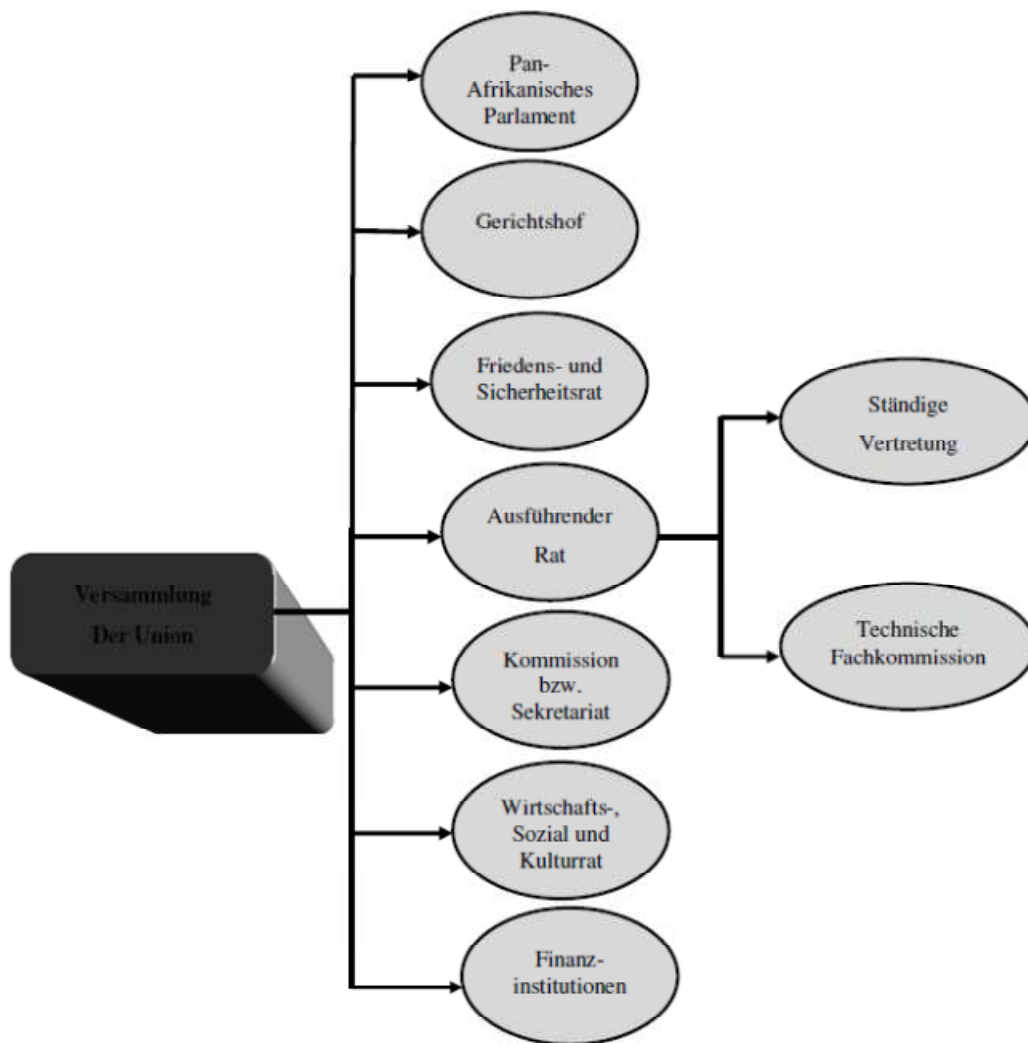 Pan-
Afrikanisches
Parlament
Gerichtshof
Friedens- und
Sicherheitsrat
Ständige
Vertretung
Ausführender
Rat
Versammlung
Der Union
Technische
Fachkommission
Kommission
bzw.
Sekretariat
Wirtschafts-,
Sozial und
Kulturrat
Finanz-
institutionen